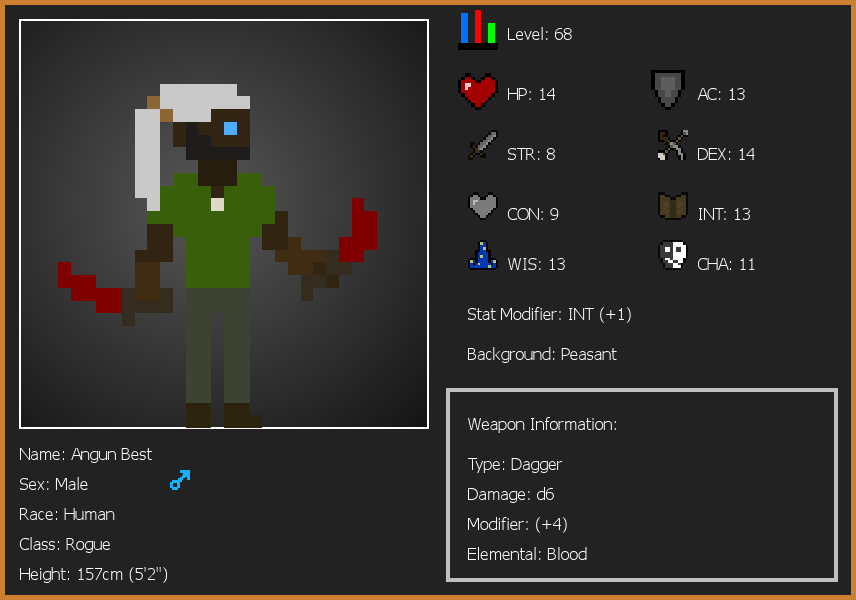 Level: 68
HP: 14
AC: 13
STR: 8
DEX: 14
CON: 9
INT: 13
WIS: 13
CHA: 11
Stat Modifier: INT (+1)
Background: Peasant
Weapon Information:
Type: Dagger
Damage: d6
Modifier: (+4)
Elemental: Blood
Name: Angun Best
Sex: Male
Race: Human
Class: Rogue
Height: 157cm (5'2")